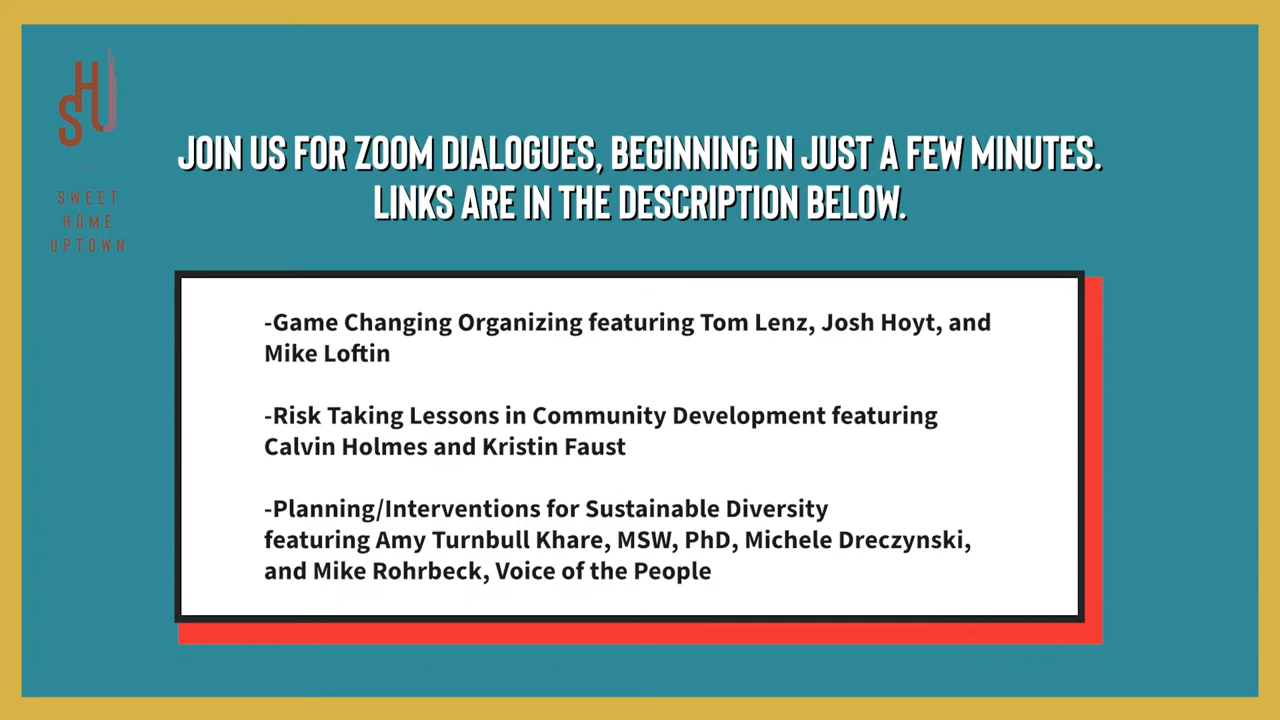 SHU
SWEET
HOME
UPTOWN
JOIN US FOR ZOOM DIALOGUES, BEGINNING IN JUST A FEW MINUTES.
LINKS ARE IN THE DESCRIPTION BELOW.
-Game Changing Organizing featuring Tom Lenz, Josh Hoyt, and
Mike Loftin
-Risk Taking Lessons in Community Development featuring
Calvin Holmes and Kristin Faust
-Planning/Interventions for Sustainable Diversity
featuring Amy Turnbull Khare, MSW, PhD, Michele Dreczynski,
and Mike Rohrbeck, Voice of the People